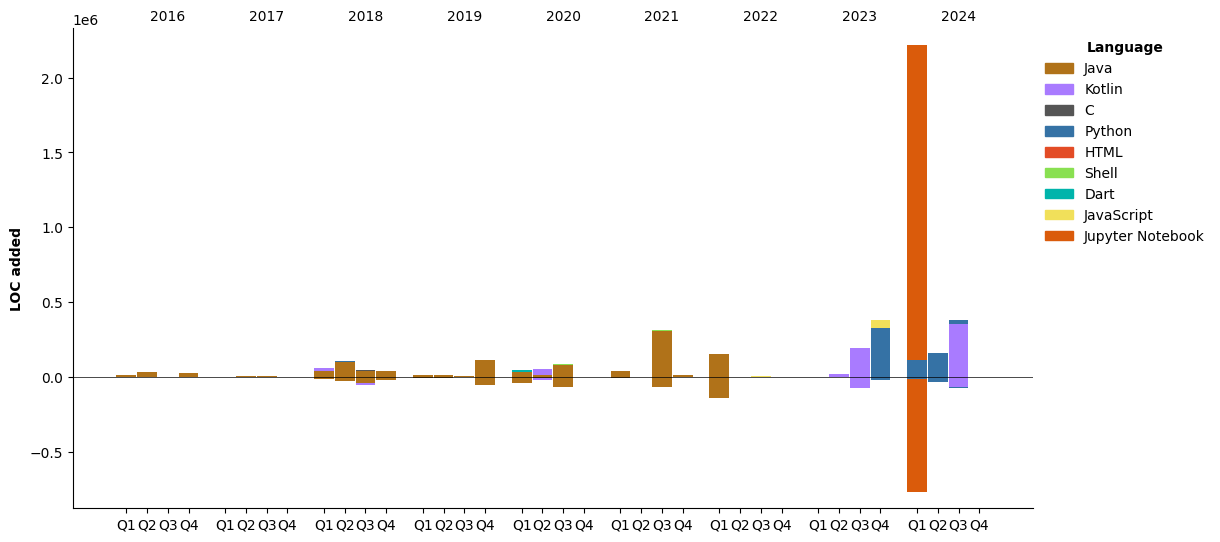 2016 2017 2018 2019 2020 2021 2022 2023 2024
1e6
Language
Java
Kotlin
C
Python
HTML
Shell
Dart
JavaScript
Jupyter Notebook
LOC added
2.0
1.5
1.0
0.5
0.0
−0.5
Q1 Q2 Q3 Q4 Q1 Q2 Q3 Q4 Q1 Q2 Q3 Q4 Q1 Q2 Q3 Q4 Q1 Q2 Q3 Q4 Q1 Q2 Q3 Q4 Q1 Q2 Q3 Q4 Q1 Q2 Q3 Q4 Q1 Q2 Q3 Q4